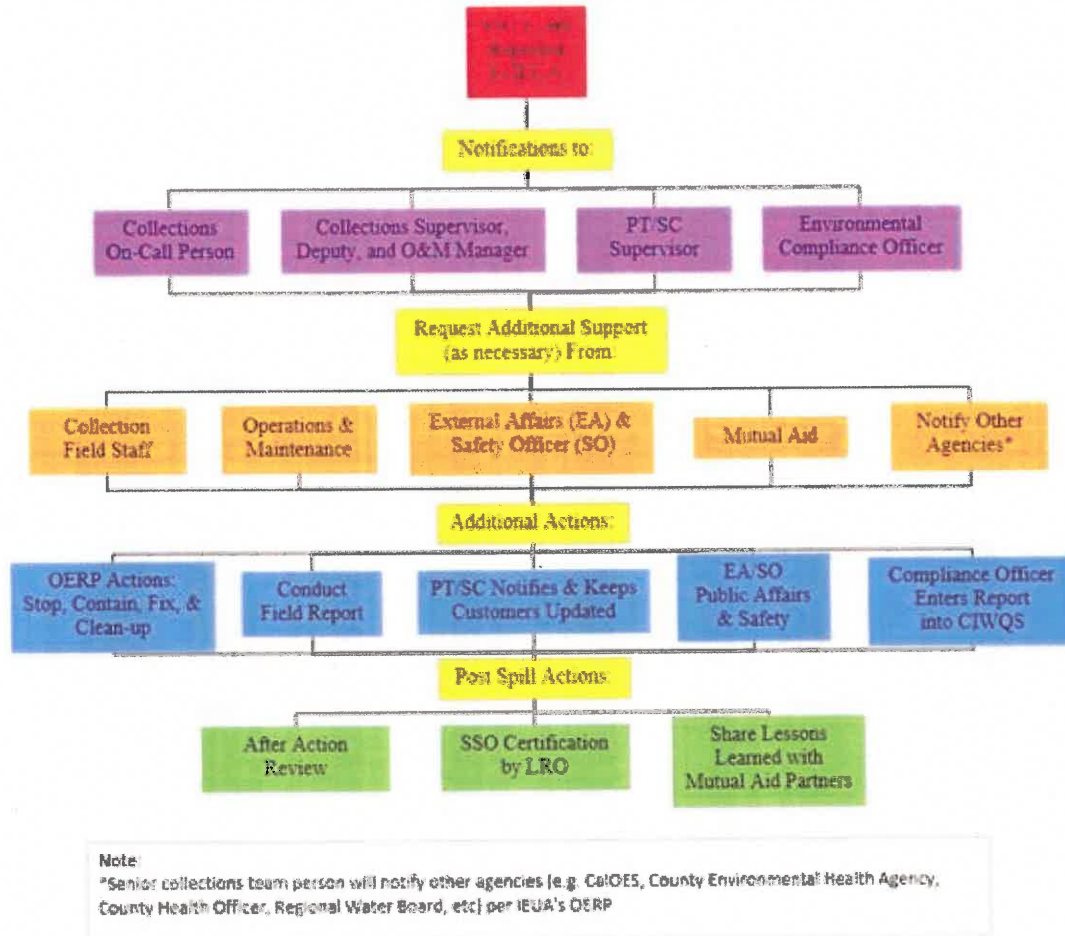 Notifications to:
Collections
On-Call Person
Collections Supervisor,
Deputy, and O&M Manager
PT/SC
Supervisor
Environmental
Compliance Officer
Request Additional Support
(as necessary) From:
Collection
Field Staff
Operations &
Maintenance
External Affairs (EA) &
Safety Officer (SO)
Mutual Aid
Notify Other
Agencies*
Additional Actions:
OERP Actions:
Stop, Contain, Fix, &
Clean-up
Conduct
Field Report
PT/SC Notifies & Keeps
Customers Updated
EA/SO
Public Affairs
& Safety
Compliance Officer
Enters Report
into CIWQS
Post Spill Actions:
After Action
Review
SSO Certification
by LRO
Share Lessons
Learned with
Mutual Aid Partners
Note:
*Senior collections team person will notify other agencies (e.g. CalOES, County Environmental Health Agency,
County Health Officer, Regional Water Board, etc) per IEUA's OERP